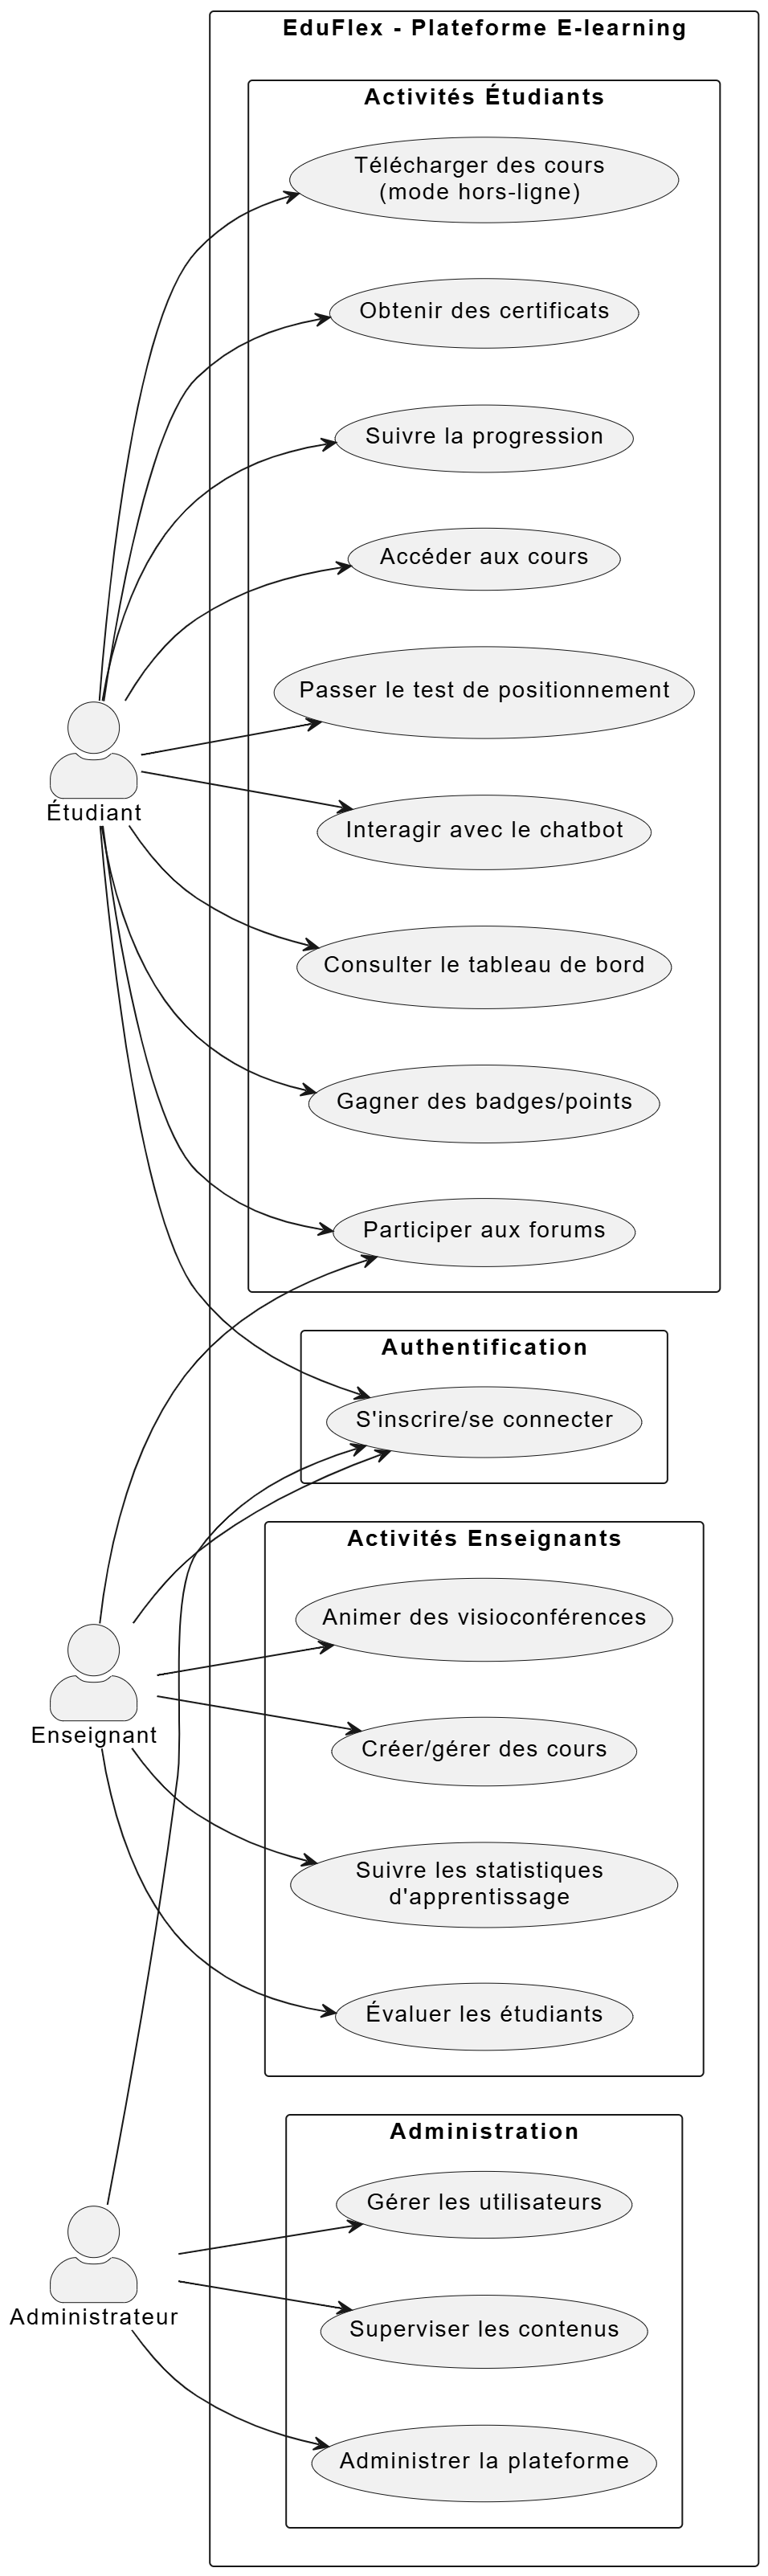 EduFlex - Plateforme E-learning
Activités Étudiants
Télécharger des cours
(mode hors-ligne)
Obtenir des certificats
Suivre la progression
Accéder aux cours
Passer le test de positionnement
Étudiant
Interagir avec le chatbot
Consulter le tableau de bord
Gagner des badges/points
Participer aux forums
Authentification
S'inscrire/se connecter
Activités Enseignants
Animer des visioconférences
Enseignant
Créer/gérer des cours
Suivre les statistiques
d'apprentissage
Évaluer les étudiants
Administration
Gérer les utilisateurs
Administrateur
Superviser les contenus
Administrer la plateforme